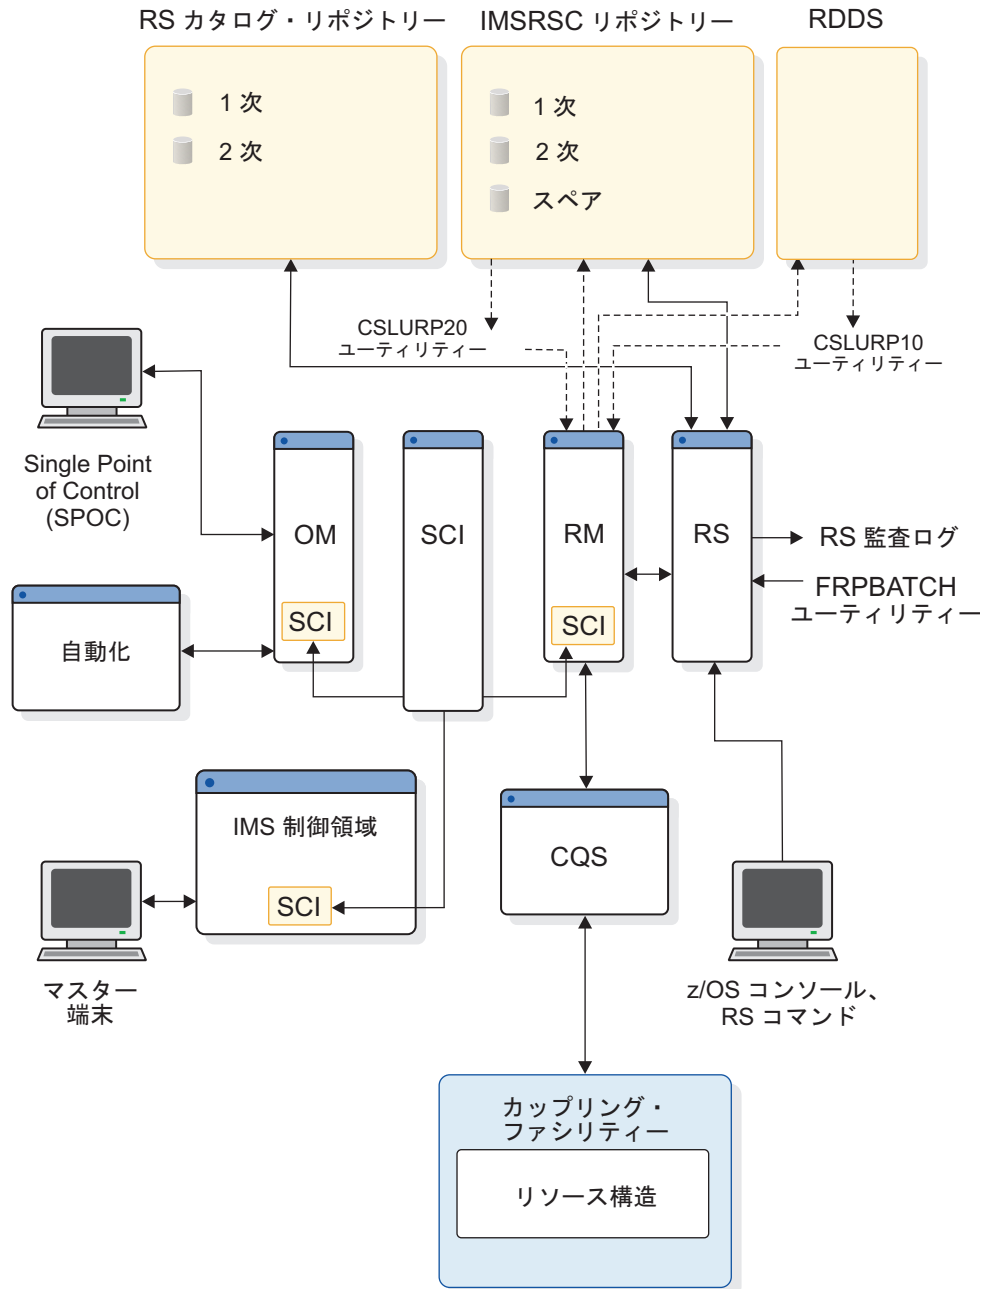 RS カタログ・リポジトリー
IMSRSC リポジトリー
RDDS
1 次
2 次
1 次
2 次
スペア
CSLURP20
ユーティリティー
CSLURP10
ユーティリティー
Single Point
of Control
(SPOC)
OM
SCI
SCI
RM
SCI
RS
RS 監査ログ
FRPBATCH
ユーティリティー
自動化
IMS 制御領域
SCI
CQS
マスター
端末
z/OS コンソール、
RS コマンド
カップリング・
ファシリティー
リソース構造